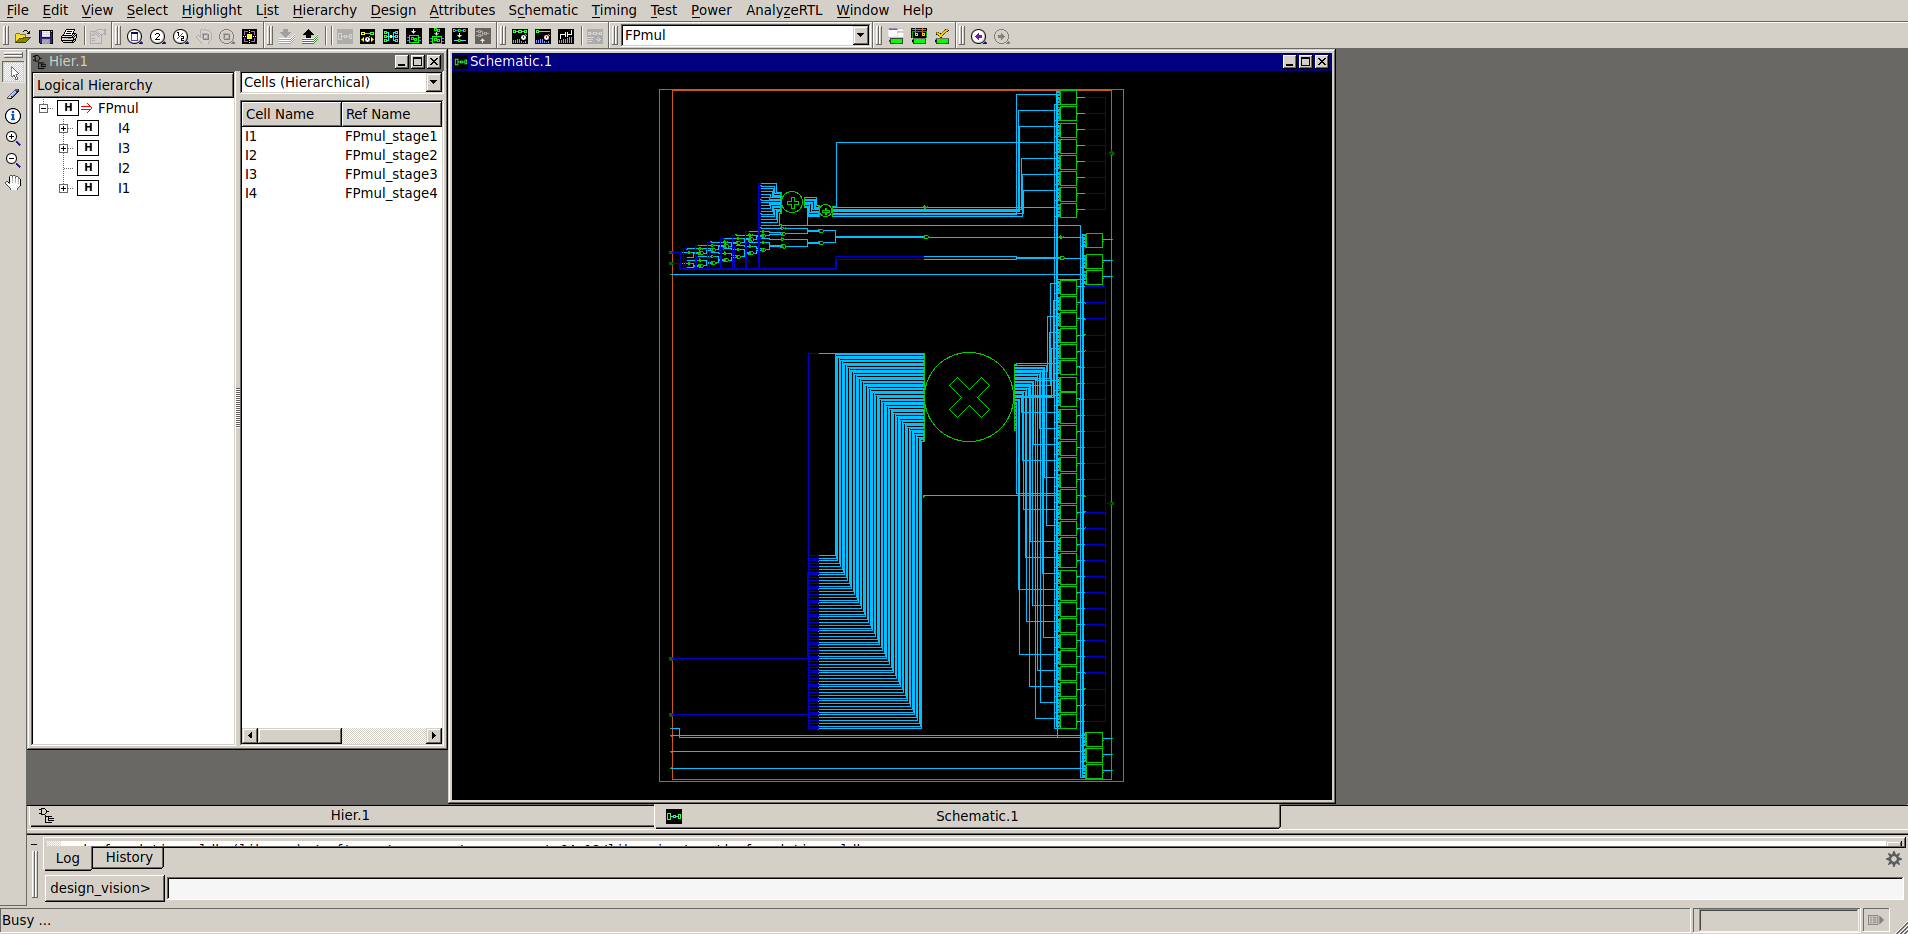 File Edit View Select Highlight List Hierarchy Design Attributes Schematic Timing Test Power AnalyzeRTL Window Help
FPmul
Hier.1
Logical Hierarchy
FPmul
I4
I3
I2
I1
Cells (Hierarchical)
Cell Name Ref Name
I1 FPmul_stage1
I2 FPmul_stage2
I3 FPmul_stage3
I4 FPmul_stage4
Schematic.1
Hier.1
Schematic.1
Log
History
design_vision>
Busy ...